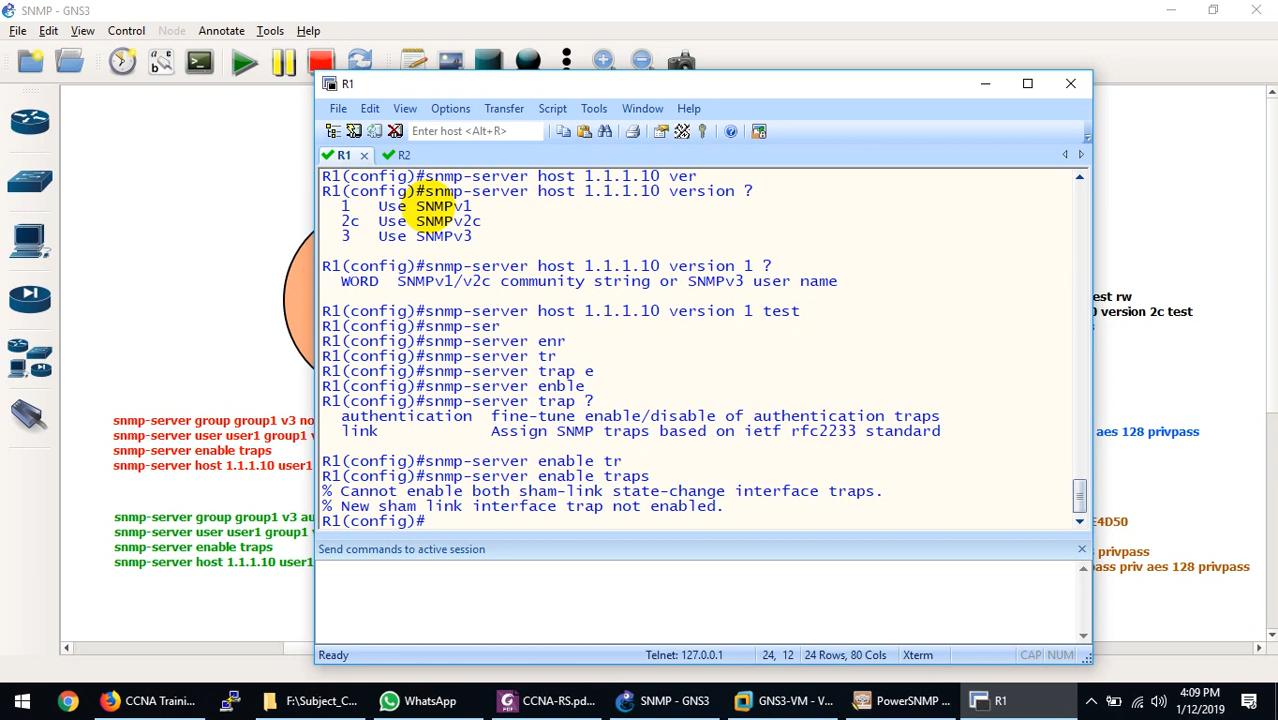 SNMP - GNS3
File Edit View Control Node Annotate Tools Help
R1
File Edit View Options Transfer Script Tools Window Help
Enter host <Alt+R>
R1 R2
R1(config)#snmp-server host 1.1.1.10 ver
R1(config)#snmp-server host 1.1.1.10 version ?
1 Use SNMPv1
2c Use SNMPv2c
3 Use SNMPv3
R1(config)#snmp-server host 1.1.1.10 version 1 ?
WORD SNMPv1/v2c community string or SNMPv3 user name
R1(config)#snmp-server host 1.1.1.10 version 1 test
R1(config)#snmp-ser
R1(config)#snmp-server enr
R1(config)#snmp-server tr
R1(config)#snmp-server trap e
R1(config)#snmp-server enble
R1(config)#snmp-server trap ?
authentication fine-tune enable/disable of authentication traps
link Assign SNMP traps based on ietf rfc2233 standard
R1(config)#snmp-server enable tr
R1(config)#snmp-server enable traps
% Cannot enable both sham-link state-change interface traps.
% New sham link interface trap not enabled.
R1(config)#
Send commands to active session
Ready Telnet: 127.0.0.1 24, 12 24 Rows, 80 Cols Xterm CAP NUM
snmp-server group group1 v3 no
snmp-server user user1 group1 v
snmp-server enable traps
snmp-server host 1.1.1.10 user1
snmp-server group group1 v3 au
snmp-server user user1 group1 v
snmp-server enable traps
snmp-server host 1.1.1.10 user1
est rw
0 version 2c test
aes 128 privpass
E4D50
privpass
pass priv aes 128 privpass
CCNA Traini... F:\Subject_C... WhatsApp CCNA-RS.pd... SNMP - GNS3 GNS3-VM - V... PowerSNMP ... R1
4:09 PM
1/12/2019